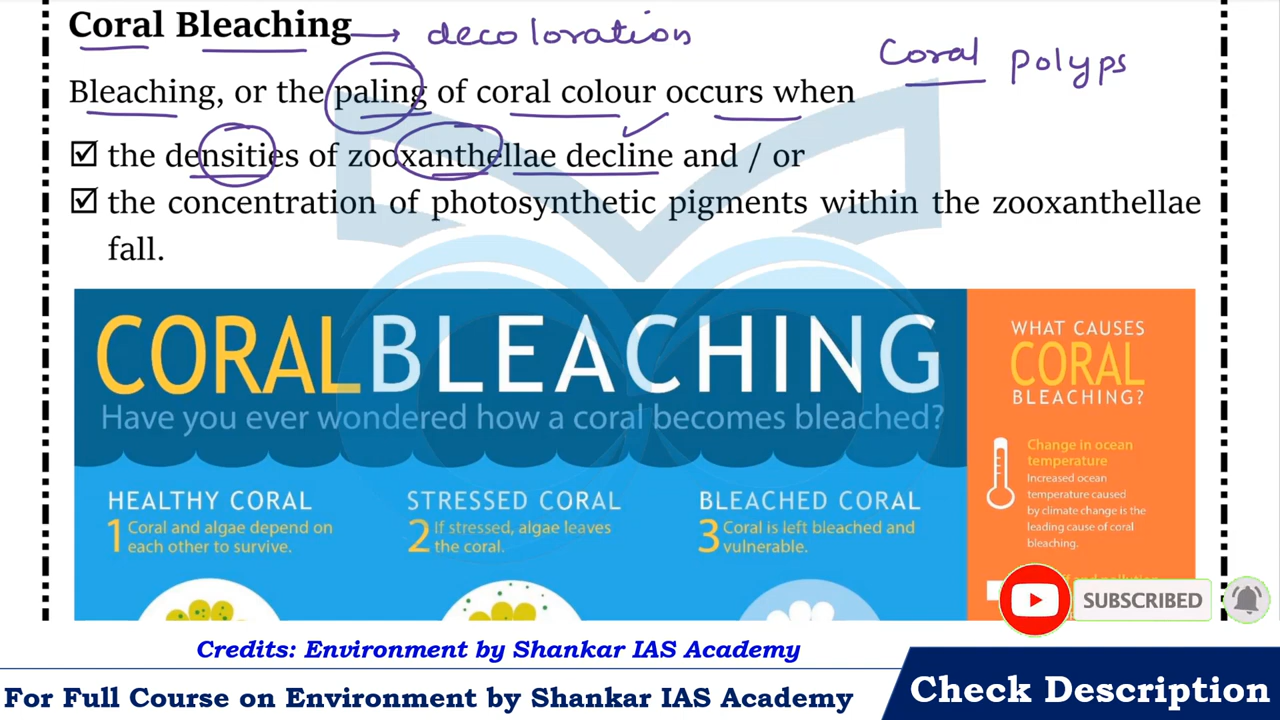 Coral Bleaching → decoloration
Coral polyps
Bleaching, or the paling of coral colour occurs when
☑ the densities of zooxanthellae decline and / or
☑ the concentration of photosynthetic pigments within the zooxanthellae
fall.
CORALBLEACHING
Have you ever wondered how a coral becomes bleached?
HEALTHY CORAL
1 Coral and algae depend on
each other to survive.
STRESSED CORAL
2 If stressed, algae leaves
the coral.
BLEACHED CORAL
3 Coral is left bleached and
vulnerable.
WHAT CAUSES
CORAL
BLEACHING?
Change in ocean
temperature
Increased ocean
temperature caused
by climate change is the
leading cause of coral
bleaching.
and pollution
SUBSCRIBED
Credits: Environment by Shankar IAS Academy
For Full Course on Environment by Shankar IAS Academy
Check Description